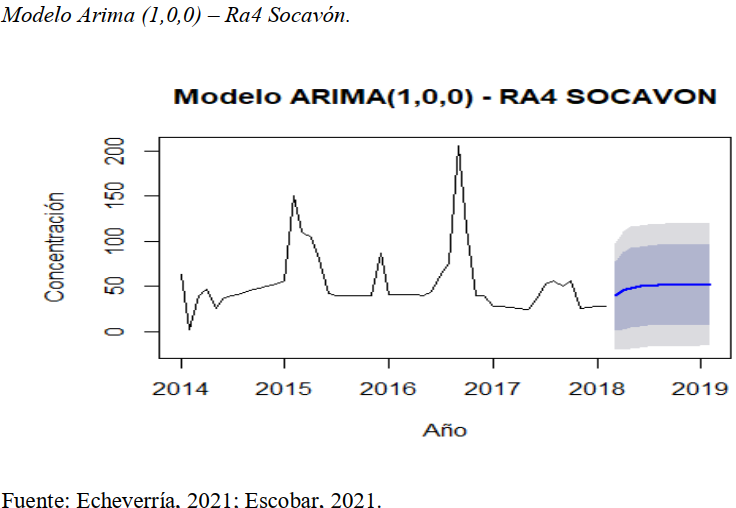 Modelo Arima (1,0,0) – Ra4 Socavón.
Modelo ARIMA(1,0,0) - RA4 SOCAVON
Concentración
200
150
100
50
0
2014 2015 2016 2017 2018 2019
Año
Fuente: Echeverría, 2021; Escobar, 2021.